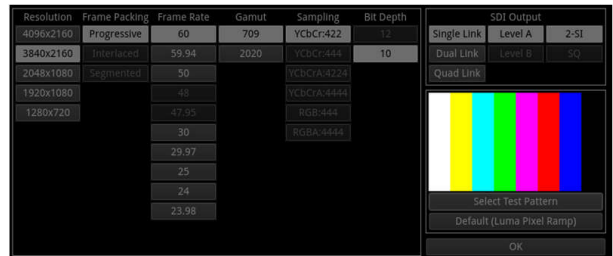 Resolution Frame Packing Frame Rate Gamut Sampling Bit Depth SDI Output
4096x2160 Progressive 60 709 YCbCr:422 12 Single Link Level A 2-SI
3840x2160 Interlaced 59.94 2020 YCbCr:444 10 Dual Link Level B SQ
2048x1080 Segmented 50 YCbCrA:4224 Quad Link
1920x1080 48 YCbCrA:4444
1280x720 47.95 RGB:444
30 RGBA:4444
29.97
25
24 Select Test Pattern
23.98 Default (Luma Pixel Ramp)
OK